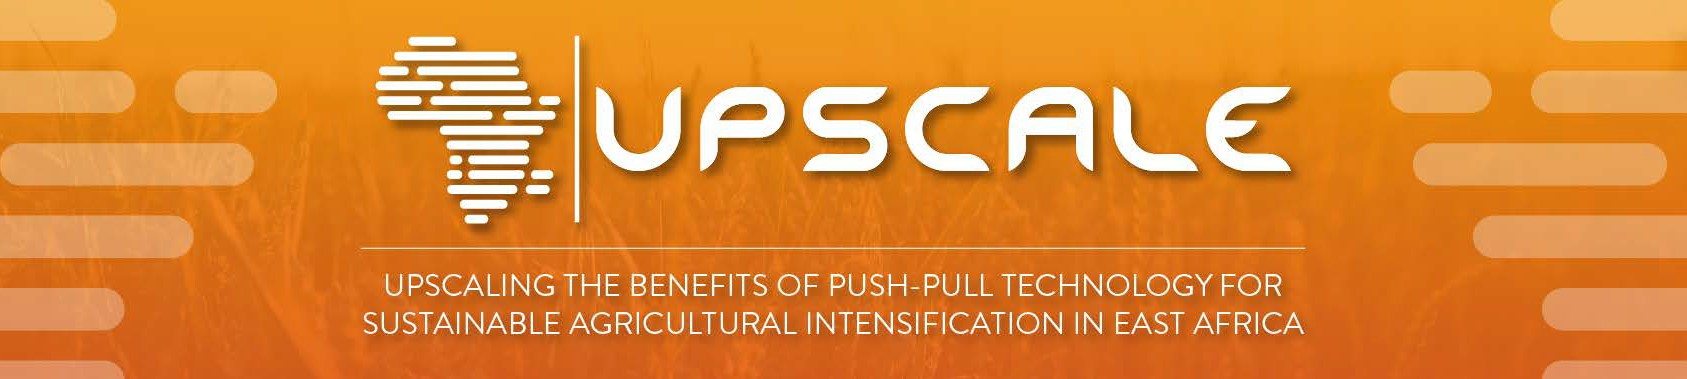 UPSCALE
UPSCALING THE BENEFITS OF PUSH-PULL TECHNOLOGY FOR
SUSTAINABLE AGRICULTURAL INTENSIFICATION IN EAST AFRICA